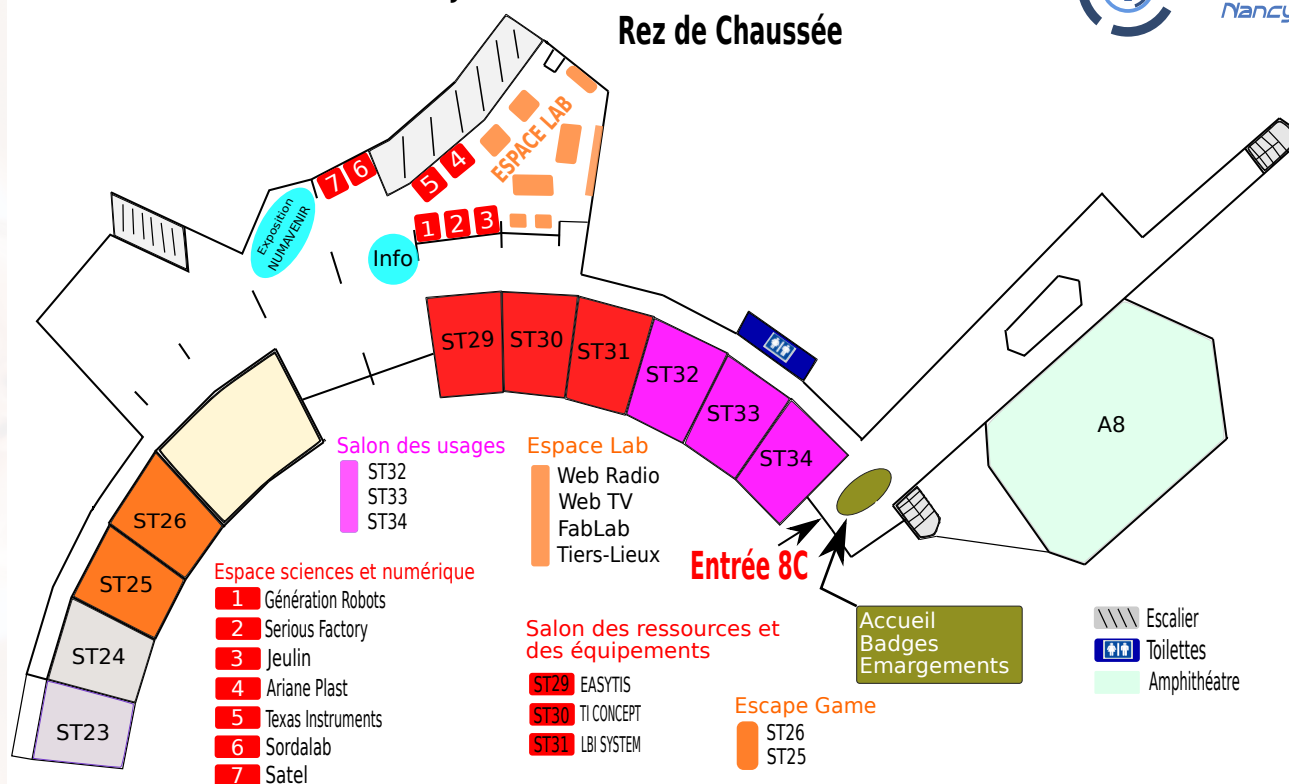 Rez de Chaussée
Nancy
ESPACE LAB
7
6
5
4
1
2
3
Exposition
NUMAVENIR
Info
ST29
ST30
ST31
ST32
ST33
ST34
A8
ST26
ST25
ST24
ST23
Salon des usages
ST32
ST33
ST34
Espace Lab
Web Radio
Web TV
FabLab
Tiers-Lieux
Entrée 8C
Espace sciences et numérique
1 Génération Robots
2 Serious Factory
3 Jeulin
4 Ariane Plast
5 Texas Instruments
6 Sordalab
7 Satel
Salon des ressources et
des équipements
ST29 EASYTIS
ST30 TI CONCEPT
ST31 LBI SYSTEM
Escape Game
ST26
ST25
Accueil
Badges
Emargements
Escalier
Toilettes
Amphithéatre